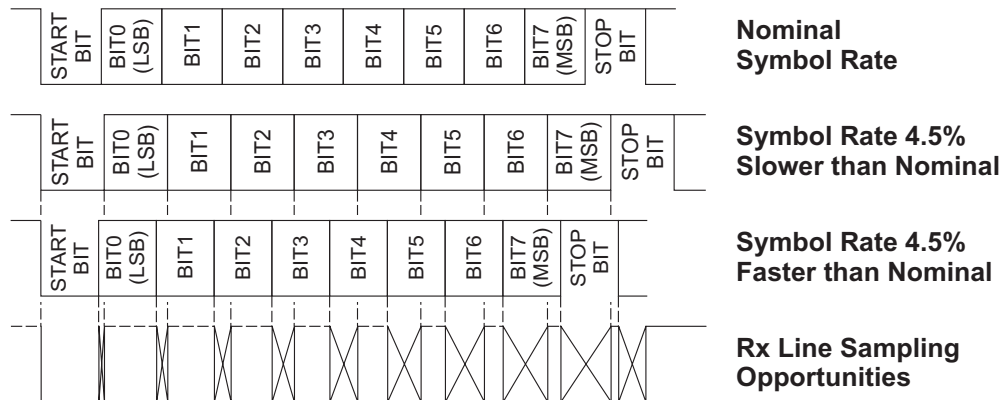 START
BIT
BIT0
(LSB)
BIT1
BIT2
BIT3
BIT4
BIT5
BIT6
BIT7
(MSB)
STOP
BIT
Nominal
Symbol Rate
START
BIT
BIT0
(LSB)
BIT1
BIT2
BIT3
BIT4
BIT5
BIT6
BIT7
(MSB)
STOP
BIT
Symbol Rate 4.5%
Slower than Nominal
START
BIT
BIT0
(LSB)
BIT1
BIT2
BIT3
BIT4
BIT5
BIT6
BIT7
(MSB)
STOP
BIT
Symbol Rate 4.5%
Faster than Nominal
Rx Line Sampling
Opportunities